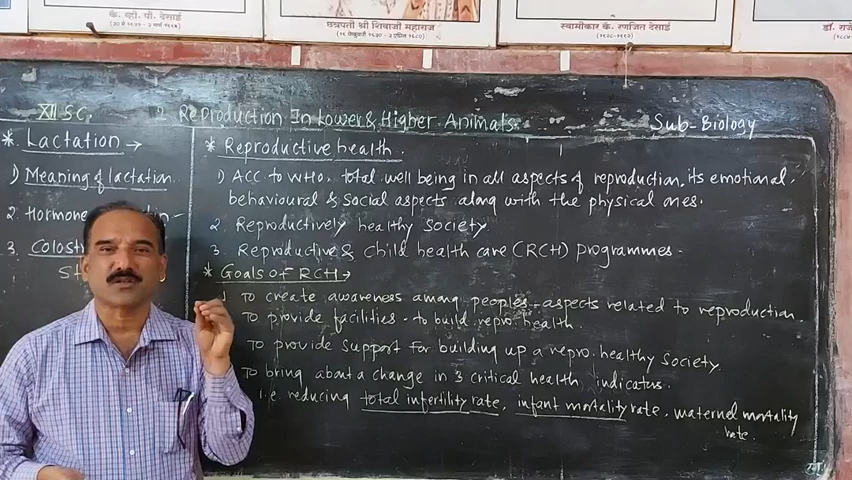 कै. व्ही. पी. देसाई
छत्रपती श्री शिवाजी महाराज
स्वामीकार कै. रणजित देसाई
(१९२८-१९९२)
डॉ.
XII SC.
2 Reproduction In Lower & Higher Animals.
Sub-Biology
* Lactation →
1) Meaning of lactation.
2. Hormone
3. Colost
* Reproductive health.
1) ACC to WHO. total well being in all aspects of reproduction. its emotional,
behavioural & social aspects along with the physical ones.
2. Reproductively healthy society.
3. Reproductive & Child health care (RCH) programmes-
* Goals of RCH→
To create awareness among peoples - aspects related to reproduction.
To provide facilities - to build repro. health.
To provide support for building up a repro. healthy society.
To bring about a change in 3 critical health indicators.
i.e. reducing total infertility rate, infant mortality rate, maternel mortality
rate.